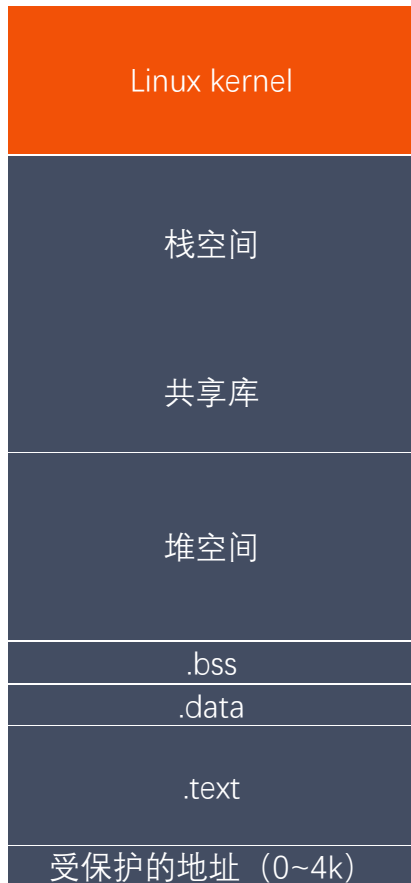 Linux kernel
栈空间
共享库
堆空间
.bss
.data
.text
受保护的地址（0~4k）